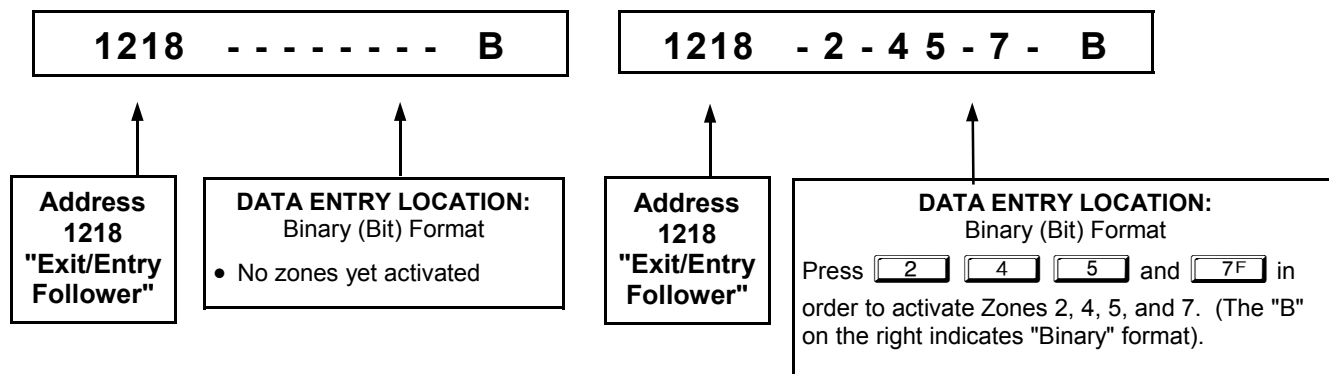 1218 - - - - - - - - B
1218 - 2 - 4 5 - 7 - B
Address
1218
"Exit/Entry
Follower"
DATA ENTRY LOCATION:
Binary (Bit) Format
• No zones yet activated
Address
1218
"Exit/Entry
Follower"
DATA ENTRY LOCATION:
Binary (Bit) Format
Press 2 4 5 and 7F in
order to activate Zones 2, 4, 5, and 7. (The "B"
on the right indicates "Binary" format).